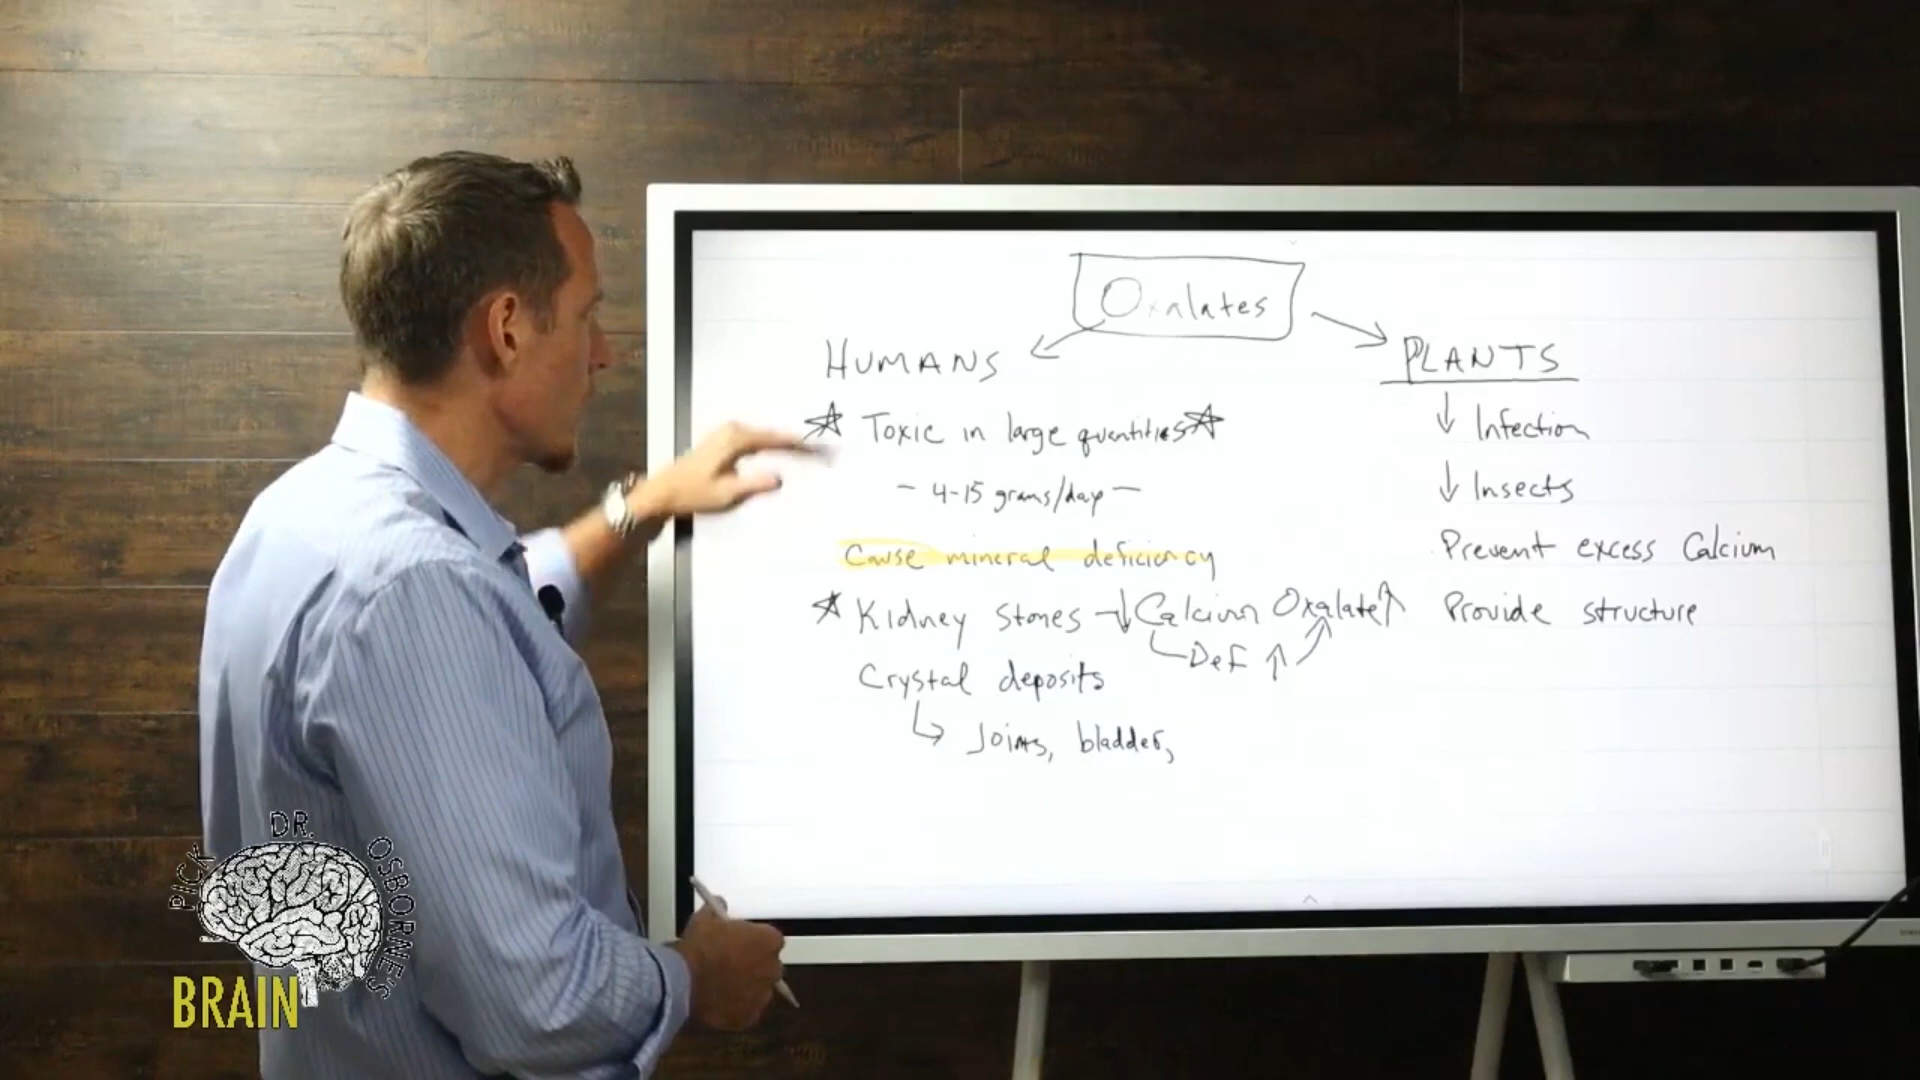 Oxalates
HUMANS
Toxic in large quantities
- 4-15 grams/day -
Cause mineral deficiency
Kidney Stones → ↓ Calcium Oxalate ↑
Def ↑
Crystal deposits
Joints, bladder,
PLANTS
↓ Infection
↓ Insects
Prevent excess Calcium
Provide structure
PICK DR. OSBORNE'S
BRAIN